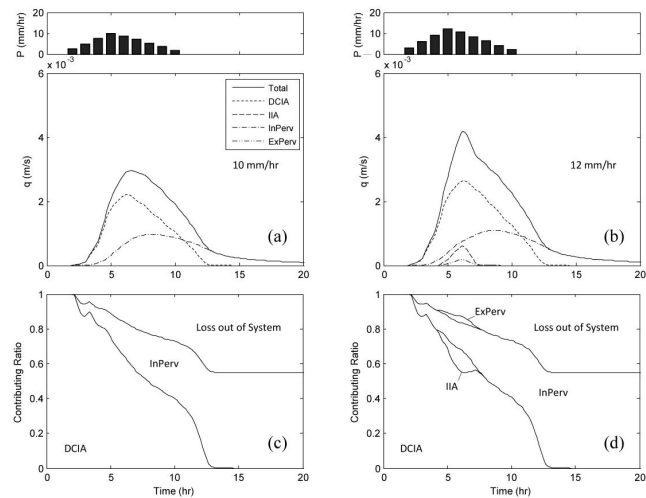 P (mm/hr)
20
10
0
x 10⁻³
6
4
2
0
q (m/s)
Total
DCIA
IIA
InPerv
ExPerv
10 mm/hr
(a)
0 5 10 15 20
P (mm/hr)
20
10
0
x 10⁻³
6
4
2
0
q (m/s)
12 mm/hr
(b)
0 5 10 15 20
Contributing Ratio
1.0
0.8
0.6
0.4
0.2
0
Loss out of System
InPerv
DCIA
(c)
0 5 10 15 20
Time (hr)
Contributing Ratio
1.0
0.8
0.6
0.4
0.2
0
ExPerv
Loss out of System
IIA
InPerv
DCIA
(d)
0 5 10 15 20
Time (hr)